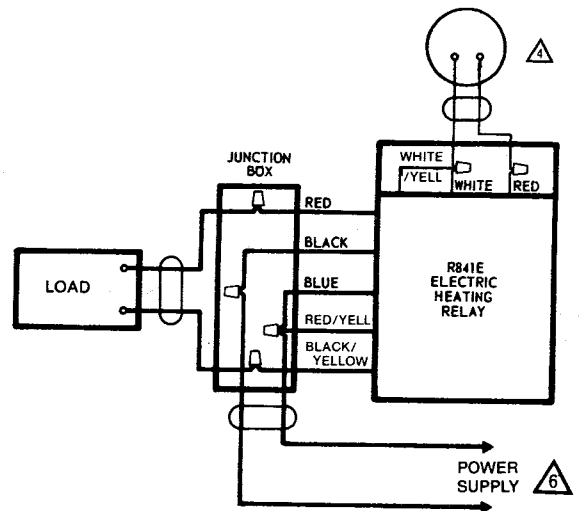 4
WHITE
/YELL
WHITE
RED
JUNCTION
BOX
RED
BLACK
BLUE
RED/YELL
BLACK/
YELLOW
LOAD
R841E
ELECTRIC
HEATING
RELAY
POWER
SUPPLY
6